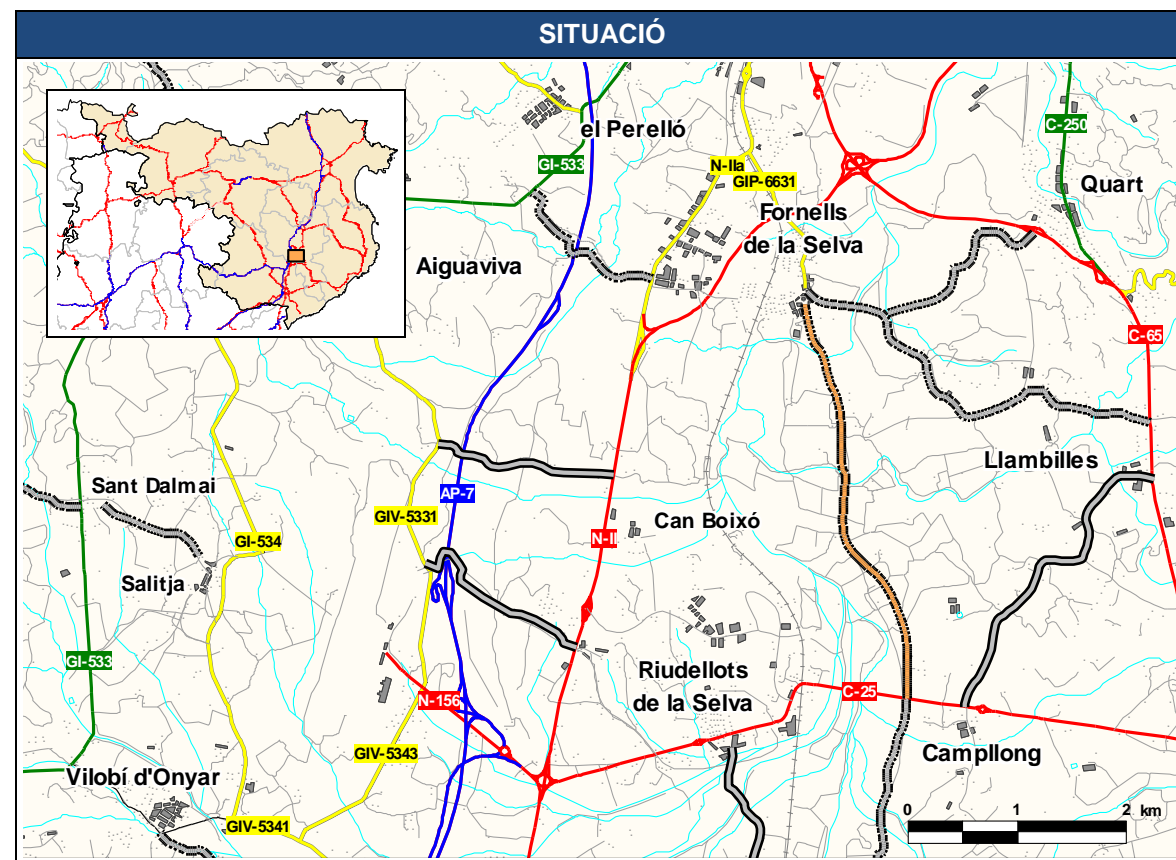 SITUACIÓ
el Perelló
C-250
GI-533
N-IIa
GIP-6631
Quart
Fornells
de la Selva
Aiguaviva
C-65
Llambilles
Sant Dalmai
AP-7
GIV-5331
Can Boixó
N-II
GI-534
Salitja
GI-533
Riudellots
de la Selva
N-156
C-25
GIV-5343
Campllong
Vilobí d'Onyar
GIV-5341
0 1 2 km